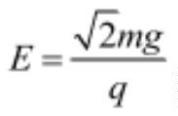 E = √2mg / q